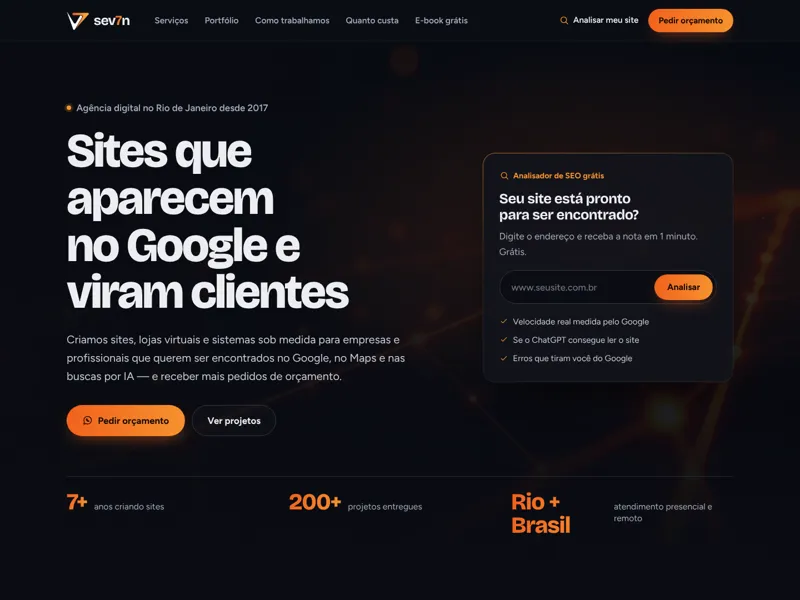 sev7n
Serviços
Portfólio
Como trabalhamos
Quanto custa
E-book grátis
Analisar meu site
Pedir orçamento
Agência digital no Rio de Janeiro desde 2017
Sites que
aparecem
no Google e
viram clientes
Criamos sites, lojas virtuais e sistemas sob medida para empresas e
profissionais que querem ser encontrados no Google, no Maps e nas
buscas por IA — e receber mais pedidos de orçamento.
Pedir orçamento
Ver projetos
Analisador de SEO grátis
Seu site está pronto
para ser encontrado?
Digite o endereço e receba a nota em 1 minuto.
Grátis.
www.seusite.com.br
Analisar
Velocidade real medida pelo Google
Se o ChatGPT consegue ler o site
Erros que tiram você do Google
7+ anos criando sites
200+ projetos entregues
Rio +
Brasil
atendimento presencial e
remoto